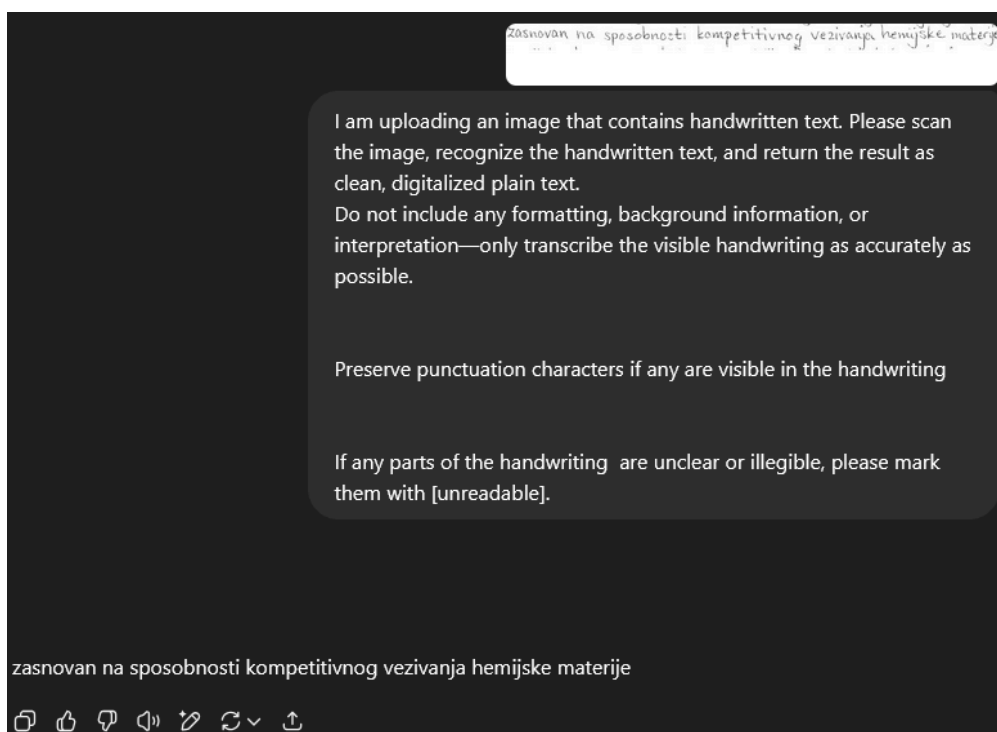 zasnovan na sposobnosti kompetitivnog vezivanja hemijske materije
I am uploading an image that contains handwritten text. Please scan
the image, recognize the handwritten text, and return the result as
clean, digitalized plain text.
Do not include any formatting, background information, or
interpretation—only transcribe the visible handwriting as accurately as
possible.
Preserve punctuation characters if any are visible in the handwriting
If any parts of the handwriting  are unclear or illegible, please mark
them with [unreadable].
zasnovan na sposobnosti kompetitivnog vezivanja hemijske materije